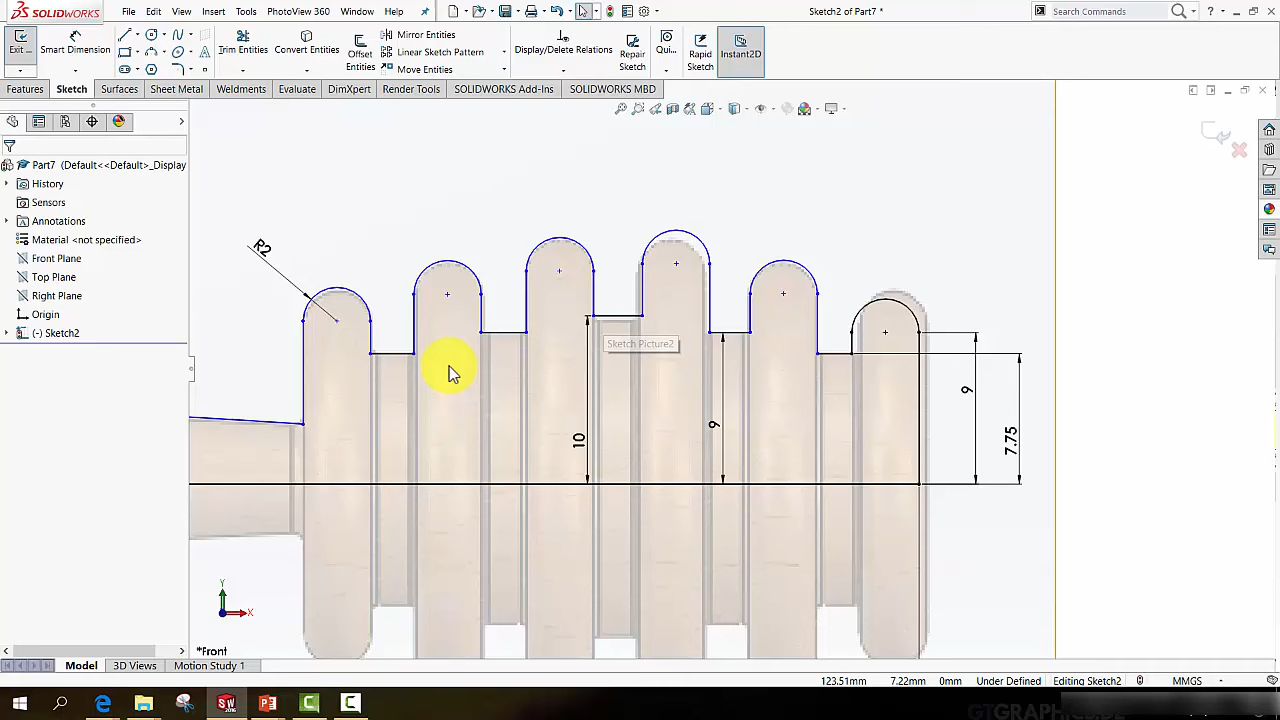 SOLIDWORKS
File Edit View Insert Tools PhotoView 360 Window Help
Sketch2 of Part7 *
Search Commands
Exit ...
Smart Dimension
Trim Entities
Convert Entities
Offset Entities
Mirror Entities
Linear Sketch Pattern
Move Entities
Display/Delete Relations
Repair Sketch
Qui...
Rapid Sketch
Instant2D
Features Sketch Surfaces Sheet Metal Weldments Evaluate DimXpert Render Tools SOLIDWORKS Add-Ins SOLIDWORKS MBD
Part7 (Default<<Default>_Display
History
Sensors
Annotations
Material <not specified>
Front Plane
Top Plane
Right Plane
Origin
(-) Sketch2
R2
Sketch Picture2
10
9
9
7.75
Y
X
*Front
Model 3D Views Motion Study 1
123.51mm 7.22mm 0mm Under Defined Editing Sketch2 MMGS